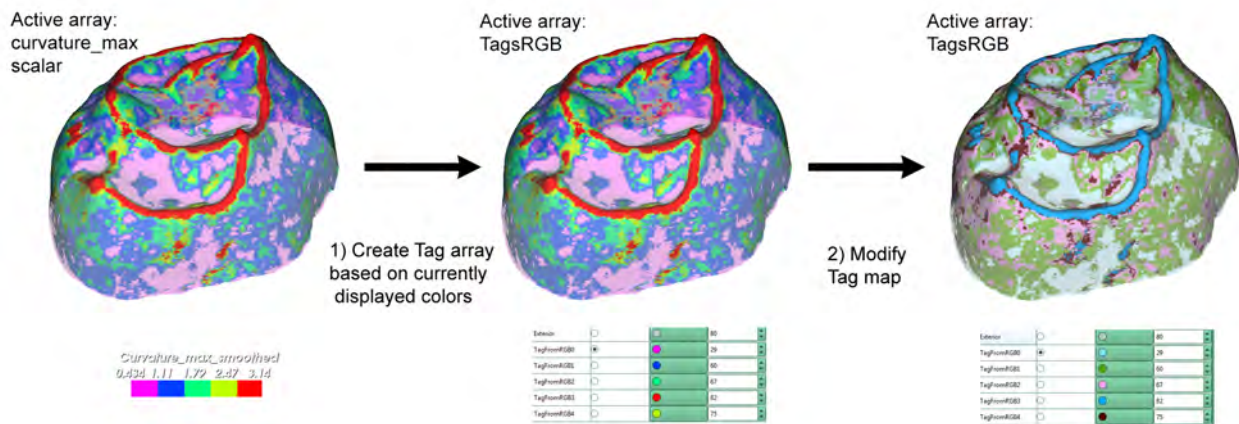 Active array:
curvature_max
scalar
Active array:
TagsRGB
Active array:
TagsRGB
1) Create Tag array
based on currently
displayed colors
2) Modify
Tag map
Curvature_max_smoothed
0.434 1.11 1.79 2.47 3.14
Exterior 80
TagFromRGB0 29
TagFromRGB1 60
TagFromRGB2 67
TagFromRGB3 82
TagFromRGB4 75
Exterior 80
TagFromRGB0 29
TagFromRGB1 60
TagFromRGB2 67
TagFromRGB3 82
TagFromRGB4 75